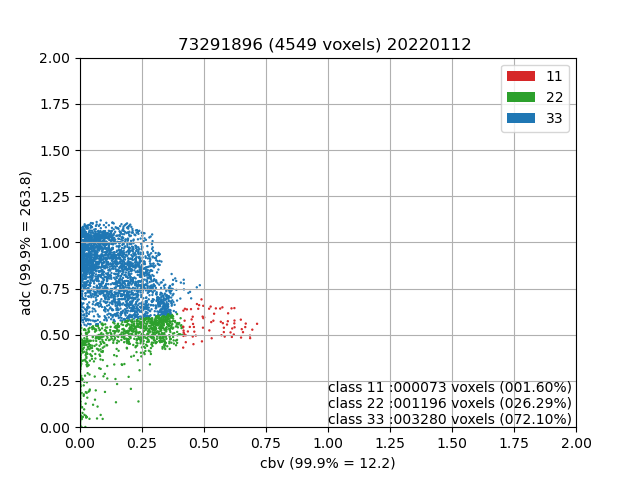 73291896 (4549 voxels) 20220112
2.00
1.75
1.50
1.25
1.00
0.75
0.50
0.25
0.00
adc (99.9% = 263.8)
11
22
33
class 11 :000073 voxels (001.60%)
class 22 :001196 voxels (026.29%)
class 33 :003280 voxels (072.10%)
0.00 0.25 0.50 0.75 1.00 1.25 1.50 1.75 2.00
cbv (99.9% = 12.2)